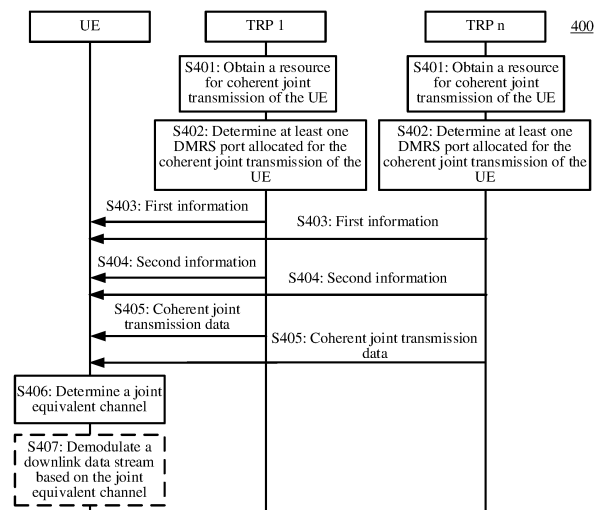 UE
TRP 1
TRP n
400
S401: Obtain a resource
for coherent joint
transmission of the UE
S401: Obtain a resource
for coherent joint
transmission of the UE
S402: Determine at least one
DMRS port allocated for the
coherent joint transmission of the
UE
S402: Determine at least one
DMRS port allocated for the
coherent joint transmission of the
UE
S403: First information
S403: First information
S404: Second information
S404: Second information
S405: Coherent joint
transmission data
S405: Coherent joint transmission
data
S406: Determine a joint
equivalent channel
S407: Demodulate a
downlink data stream
based on the joint
equivalent channel